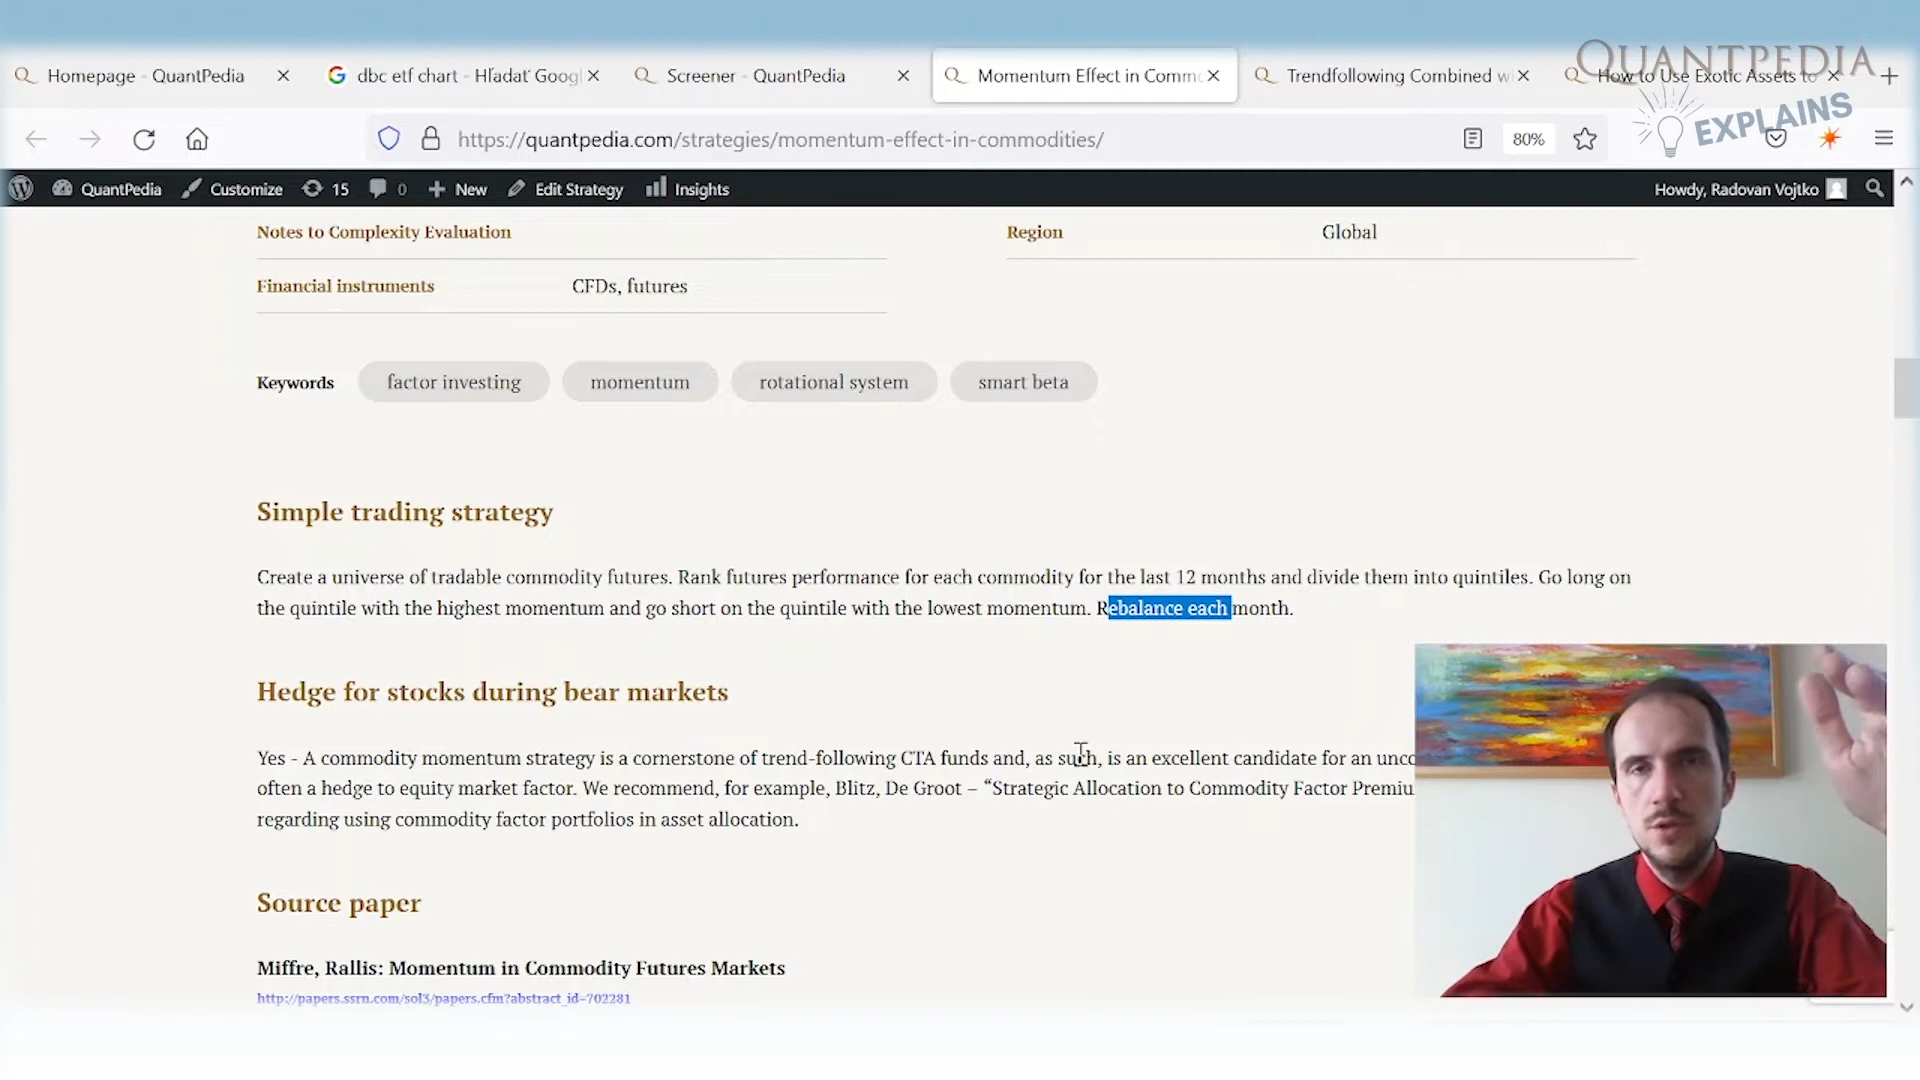 QUANTPEDIA
EXPLAINS
Homepage - QuantPedia
dbc etf chart - Hľadať Googl
Screener - QuantPedia
Momentum Effect in Commo
Trendfollowing Combined w
How to Use Exotic Assets to
https://quantpedia.com/strategies/momentum-effect-in-commodities/
80%
QuantPedia
Customize
15
0
New
Edit Strategy
Insights
Howdy, Radovan Vojtko
Notes to Complexity Evaluation
Region
Global
Financial instruments
CFDs, futures
Keywords
factor investing
momentum
rotational system
smart beta
Simple trading strategy
Create a universe of tradable commodity futures. Rank futures performance for each commodity for the last 12 months and divide them into quintiles. Go long on
the quintile with the highest momentum and go short on the quintile with the lowest momentum. Rebalance each month.
Hedge for stocks during bear markets
Yes - A commodity momentum strategy is a cornerstone of trend-following CTA funds and, as such, is an excellent candidate for an unco
often a hedge to equity market factor. We recommend, for example, Blitz, De Groot – “Strategic Allocation to Commodity Factor Premiu
regarding using commodity factor portfolios in asset allocation.
Source paper
Miffre, Rallis: Momentum in Commodity Futures Markets
http://papers.ssrn.com/sol3/papers.cfm?abstract_id=702281